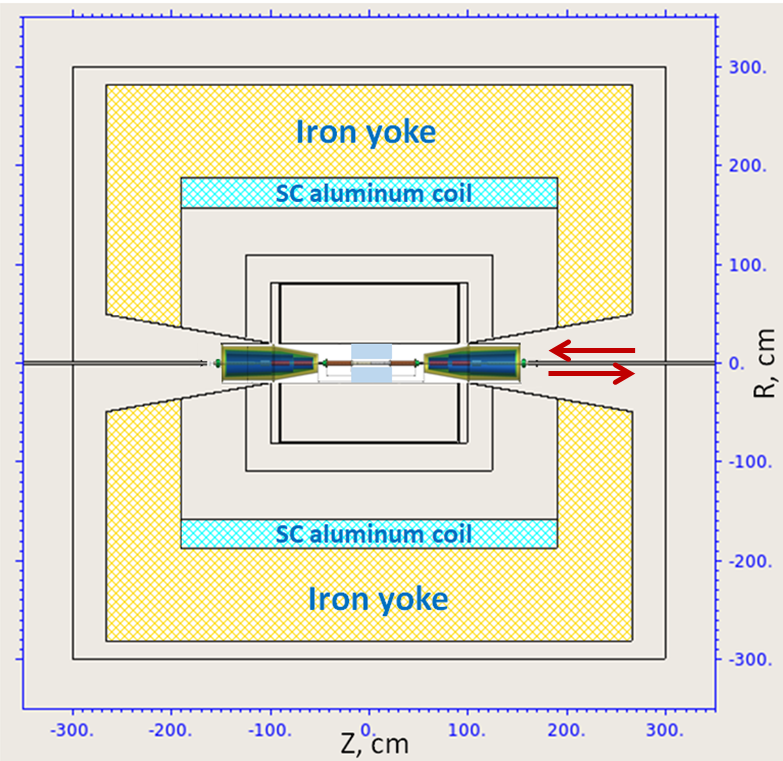 Iron yoke
SC aluminum coil
SC aluminum coil
Iron yoke
300.
200.
100.
0.
-100.
-200.
-300.
R, cm
-300.
-200.
-100.
0.
100.
200.
300.
Z, cm